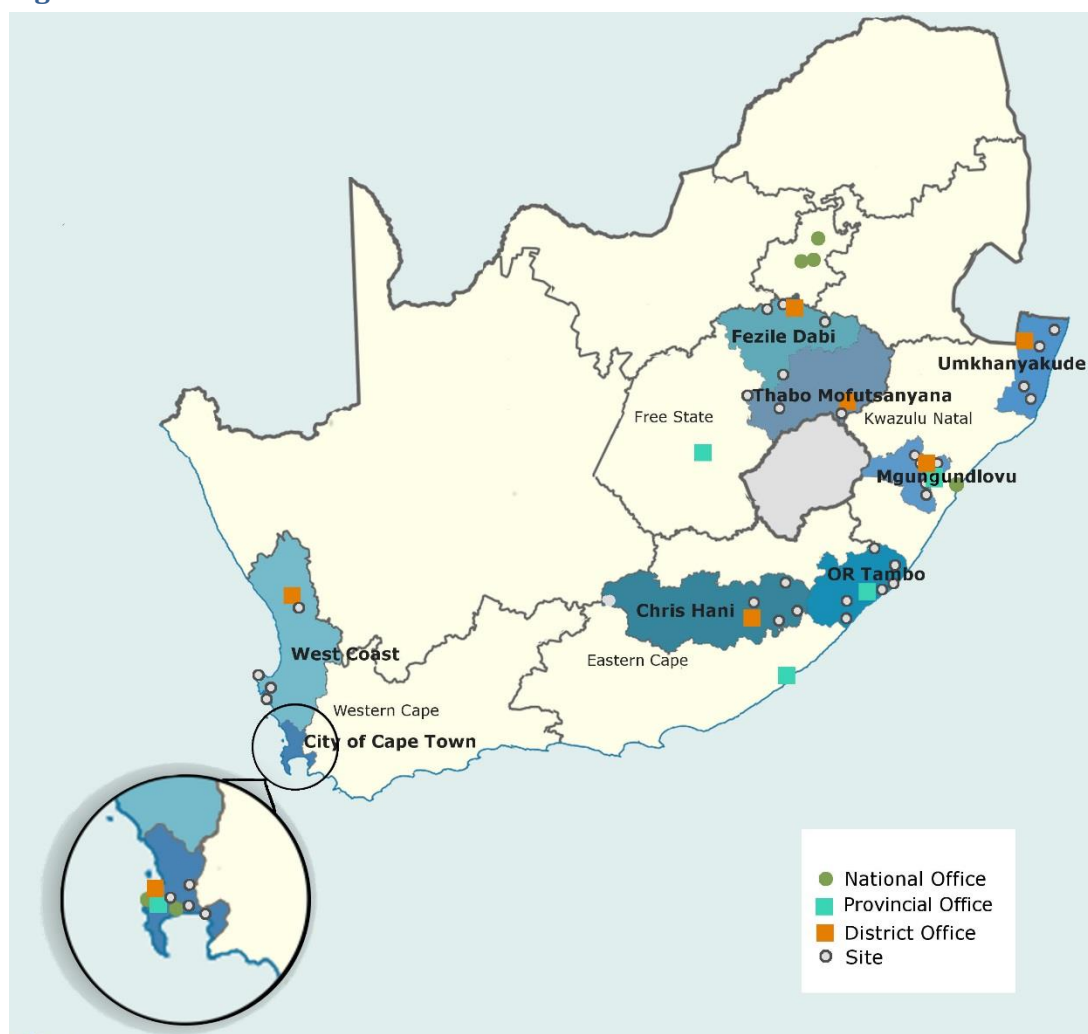 Fezile Dabi
Umkhanyakude
Thabo Mofutsanyana
Free State
Kwazulu Natal
Mgungundlovu
OR Tambo
Chris Hani
West Coast
Eastern Cape
Western Cape
City of Cape Town
National Office
Provincial Office
District Office
Site